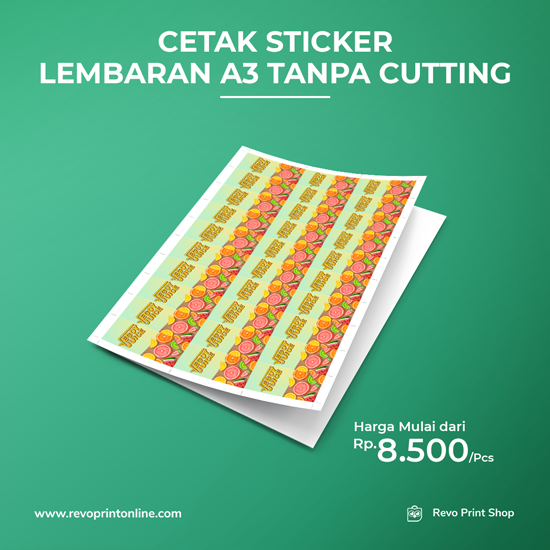 CETAK STICKER
LEMBARAN A3 TANPA CUTTING
Harga Mulai dari
Rp.8.500/Pcs
www.revoprintonline.com
Revo Print Shop